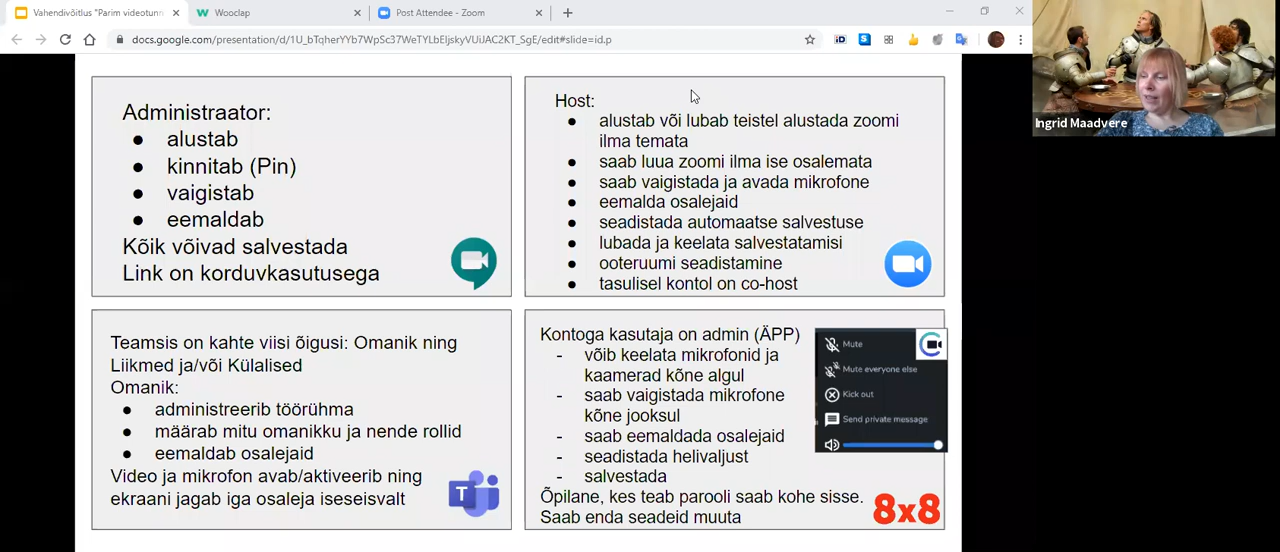 Vahendivõitlus "Parim videotunn
Wooclap
Post Attendee - Zoom
docs.google.com/presentation/d/1U_bTqherYYb7WpSc37WeTYLbEljskyVUiJAC2KT_SgE/edit#slide=id.p
iD
S
Ingrid Maadvere
Administraator:
● alustab
● kinnitab (Pin)
● vaigistab
● eemaldab
Kõik võivad salvestada
Link on korduvkasutusega
Host:
● alustab või lubab teistel alustada zoomi
ilma temata
● saab luua zoomi ilma ise osalemata
● saab vaigistada ja avada mikrofone
● eemalda osalejaid
● seadistada automaatse salvestuse
● lubada ja keelata salvestatamisi
● ooteruumi seadistamine
● tasulisel kontol on co-host
Teamsis on kahte viisi õigusi: Omanik ning
Liikmed ja/või Külalised
Omanik:
● administreerib töörühma
● määrab mitu omanikku ja nende rollid
● eemaldab osalejaid
Video ja mikrofon avab/aktiveerib ning
ekraani jagab iga osaleja iseseisvalt
T
Kontoga kasutaja on admin (ÄPP)
- võib keelata mikrofonid ja
kaamerad kõne algul
- saab vaigistada mikrofone
kõne jooksul
- saab eemaldada osalejaid
- seadistada helivaljust
- salvestada
Õpilane, kes teab parooli saab kohe sisse.
Saab enda seadeid muuta
Mute
Mute everyone else
Kick out
Send private message
8x8